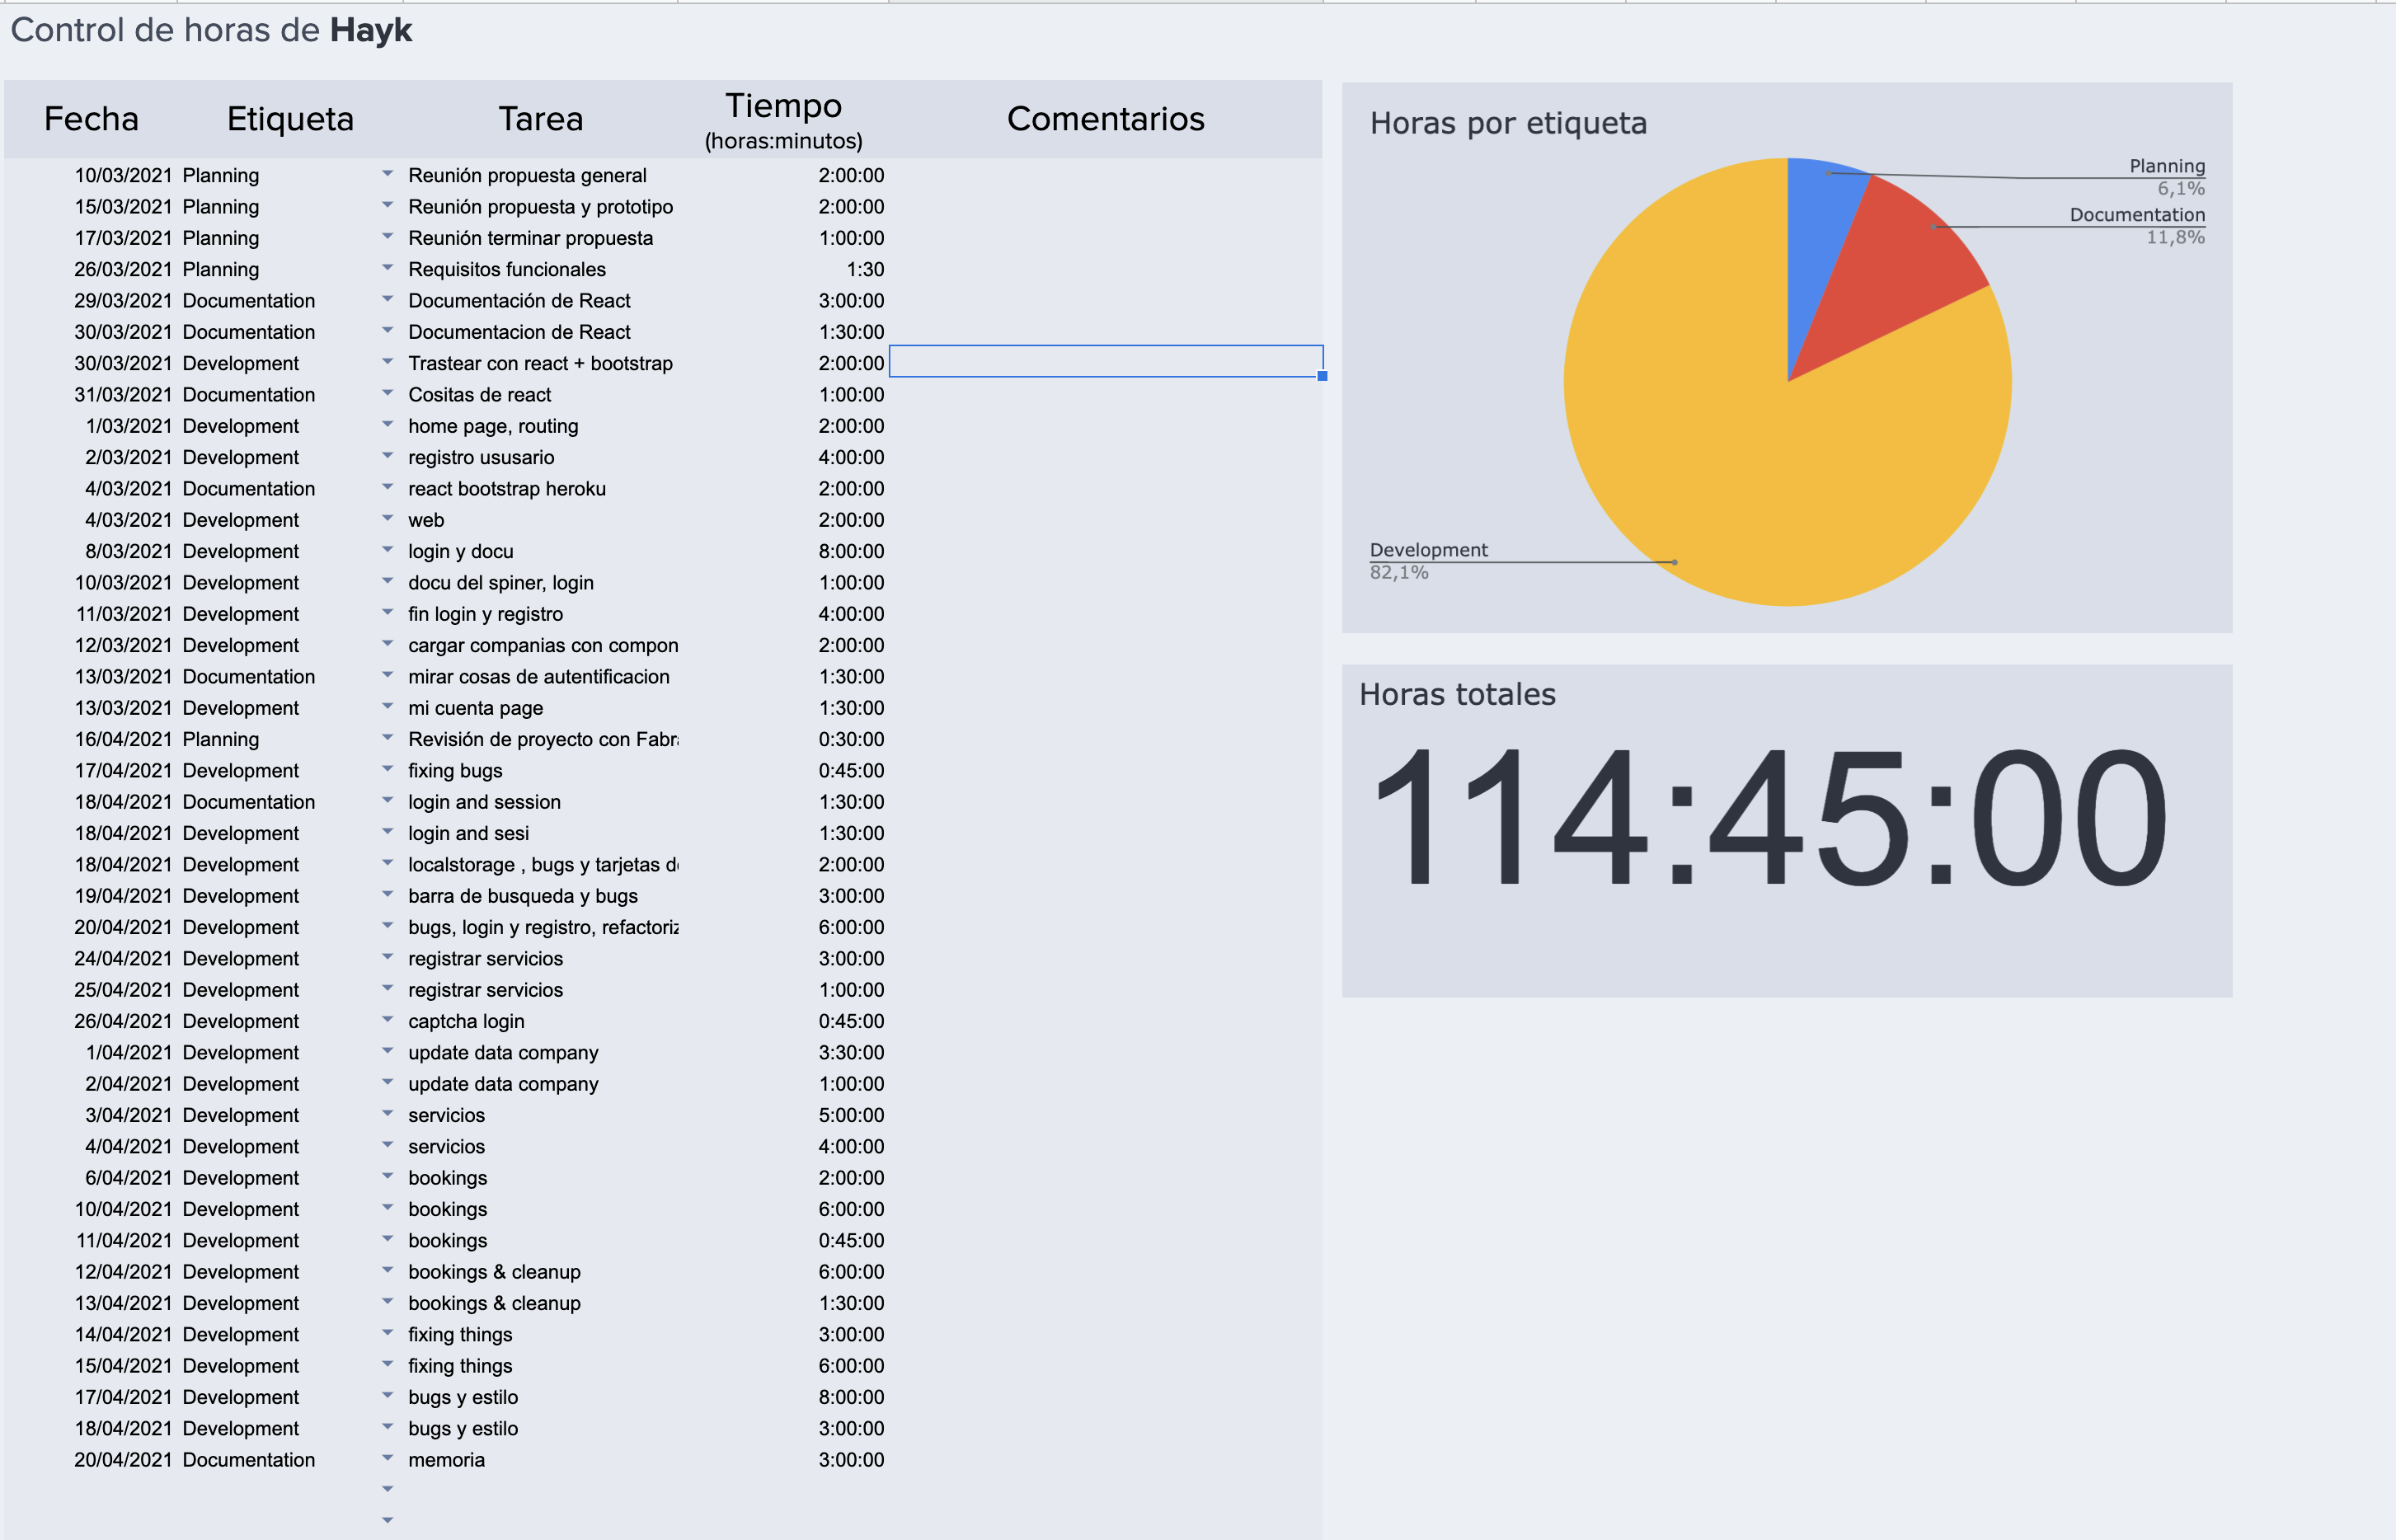 Control de horas de Hayk
Fecha Etiqueta Tarea Tiempo (horas:minutos) Comentarios
10/03/2021 Planning Reunión propuesta general 2:00:00
15/03/2021 Planning Reunión propuesta y prototipo 2:00:00
17/03/2021 Planning Reunión terminar propuesta 1:00:00
26/03/2021 Planning Requisitos funcionales 1:30
29/03/2021 Documentation Documentación de React 3:00:00
30/03/2021 Documentation Documentacion de React 1:30:00
30/03/2021 Development Trastear con react + bootstrap 2:00:00
31/03/2021 Documentation Cositas de react 1:00:00
1/03/2021 Development home page, routing 2:00:00
2/03/2021 Development registro ususario 4:00:00
4/03/2021 Documentation react bootstrap heroku 2:00:00
4/03/2021 Development web 2:00:00
8/03/2021 Development login y docu 8:00:00
10/03/2021 Development docu del spiner, login 1:00:00
11/03/2021 Development fin login y registro 4:00:00
12/03/2021 Development cargar companias con compon 2:00:00
13/03/2021 Documentation mirar cosas de autentificacion 1:30:00
13/03/2021 Development mi cuenta page 1:30:00
16/04/2021 Planning Revisión de proyecto con Fabra 0:30:00
17/04/2021 Development fixing bugs 0:45:00
18/04/2021 Documentation login and session 1:30:00
18/04/2021 Development login and sesi 1:30:00
18/04/2021 Development localstorage , bugs y tarjetas de 2:00:00
19/04/2021 Development barra de busqueda y bugs 3:00:00
20/04/2021 Development bugs, login y registro, refactoriz 6:00:00
24/04/2021 Development registrar servicios 3:00:00
25/04/2021 Development registrar servicios 1:00:00
26/04/2021 Development captcha login 0:45:00
1/04/2021 Development update data company 3:30:00
2/04/2021 Development update data company 1:00:00
3/04/2021 Development servicios 5:00:00
4/04/2021 Development servicios 4:00:00
6/04/2021 Development bookings 2:00:00
10/04/2021 Development bookings 6:00:00
11/04/2021 Development bookings 0:45:00
12/04/2021 Development bookings & cleanup 6:00:00
13/04/2021 Development bookings & cleanup 1:30:00
14/04/2021 Development fixing things 3:00:00
15/04/2021 Development fixing things 6:00:00
17/04/2021 Development bugs y estilo 8:00:00
18/04/2021 Development bugs y estilo 3:00:00
20/04/2021 Documentation memoria 3:00:00
Horas por etiqueta
Planning
6,1%
Documentation
11,8%
Development
82,1%
Horas totales
114:45:00